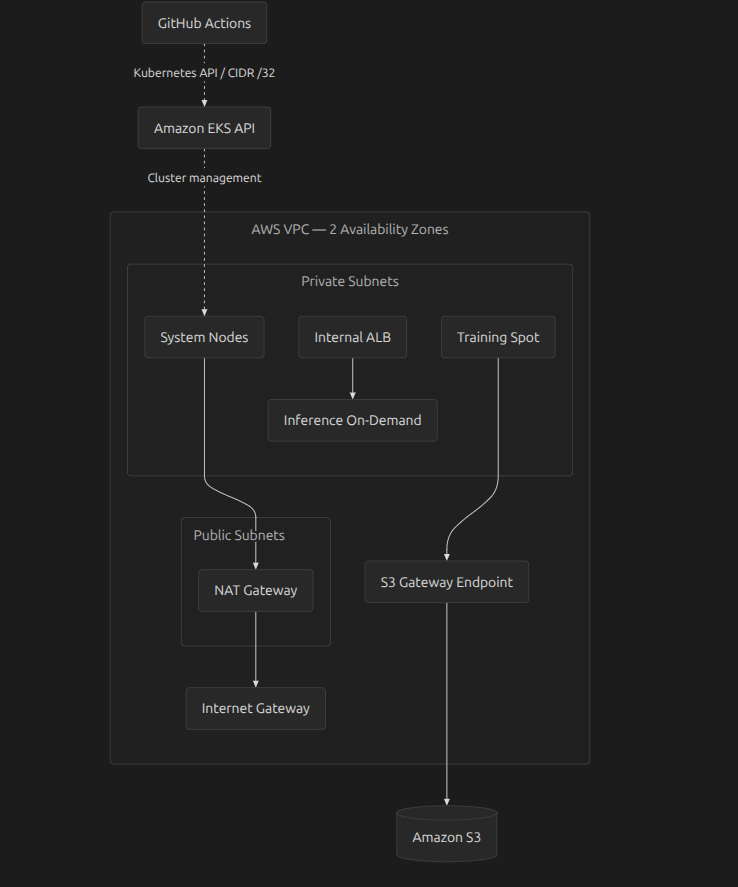 GitHub Actions
Kubernetes API / CIDR /32
Amazon EKS API
Cluster management
AWS VPC — 2 Availability Zones
Private Subnets
System Nodes
Internal ALB
Training Spot
Inference On-Demand
Public Subnets
NAT Gateway
S3 Gateway Endpoint
Internet Gateway
Amazon S3